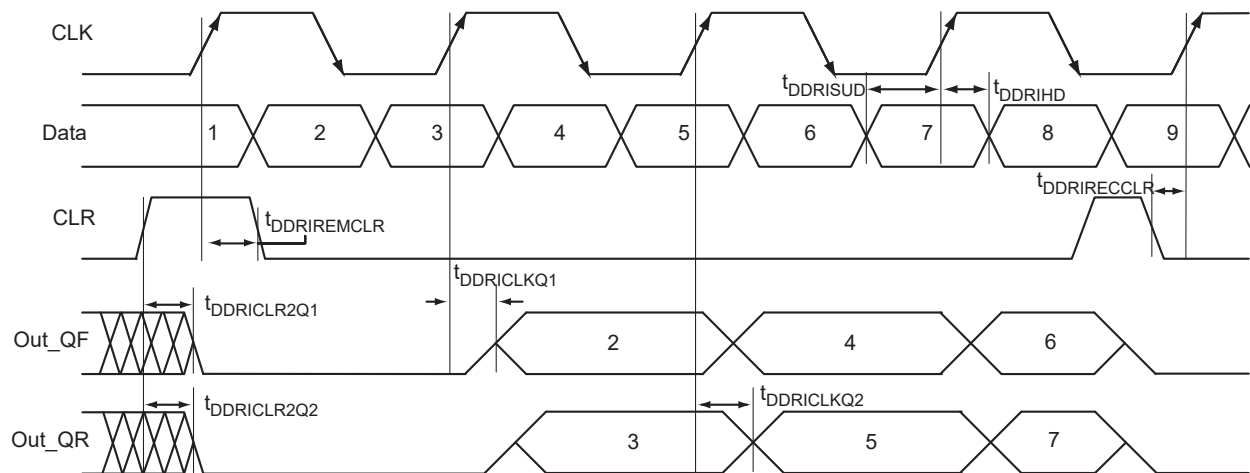 CLK
tDDRISUD
tDDRIHD
Data
1 2 3 4 5 6 7 8 9
tDDRIRECCLR
CLR
tDDRIREMCLR
tDDRICLKQ1
tDDRICLR2Q1
Out_QF
2 4 6
tDDRICLR2Q2
tDDRICLKQ2
Out_QR
3 5 7